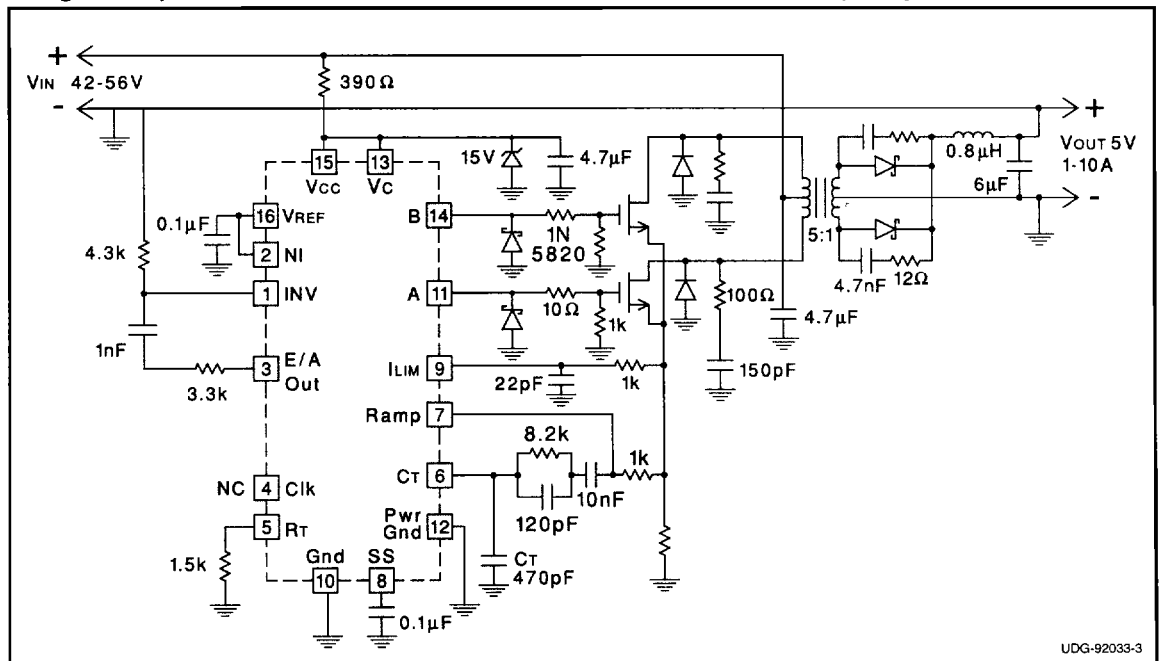 +
VIN 42-56V
-
390Ω
+
VOUT 5V
1-10A
-
15V
4.7μF
0.8μH
6μF
15
VCC
13
VC
16
VREF
0.1μF
2
NI
4.3k
1
INV
1nF
3
E/A
Out
3.3k
B
14
1N
5820
A
11
10Ω
1k
5:1
4.7nF
12Ω
100Ω
4.7μF
150pF
ILIM
9
22pF
1k
Ramp
7
8.2k
1k
CT
6
10nF
120pF
NC
4
Clk
5
RT
1.5k
Pwr
Gnd
12
CT
470pF
Gnd
10
SS
8
0.1μF
UDG-92033-3